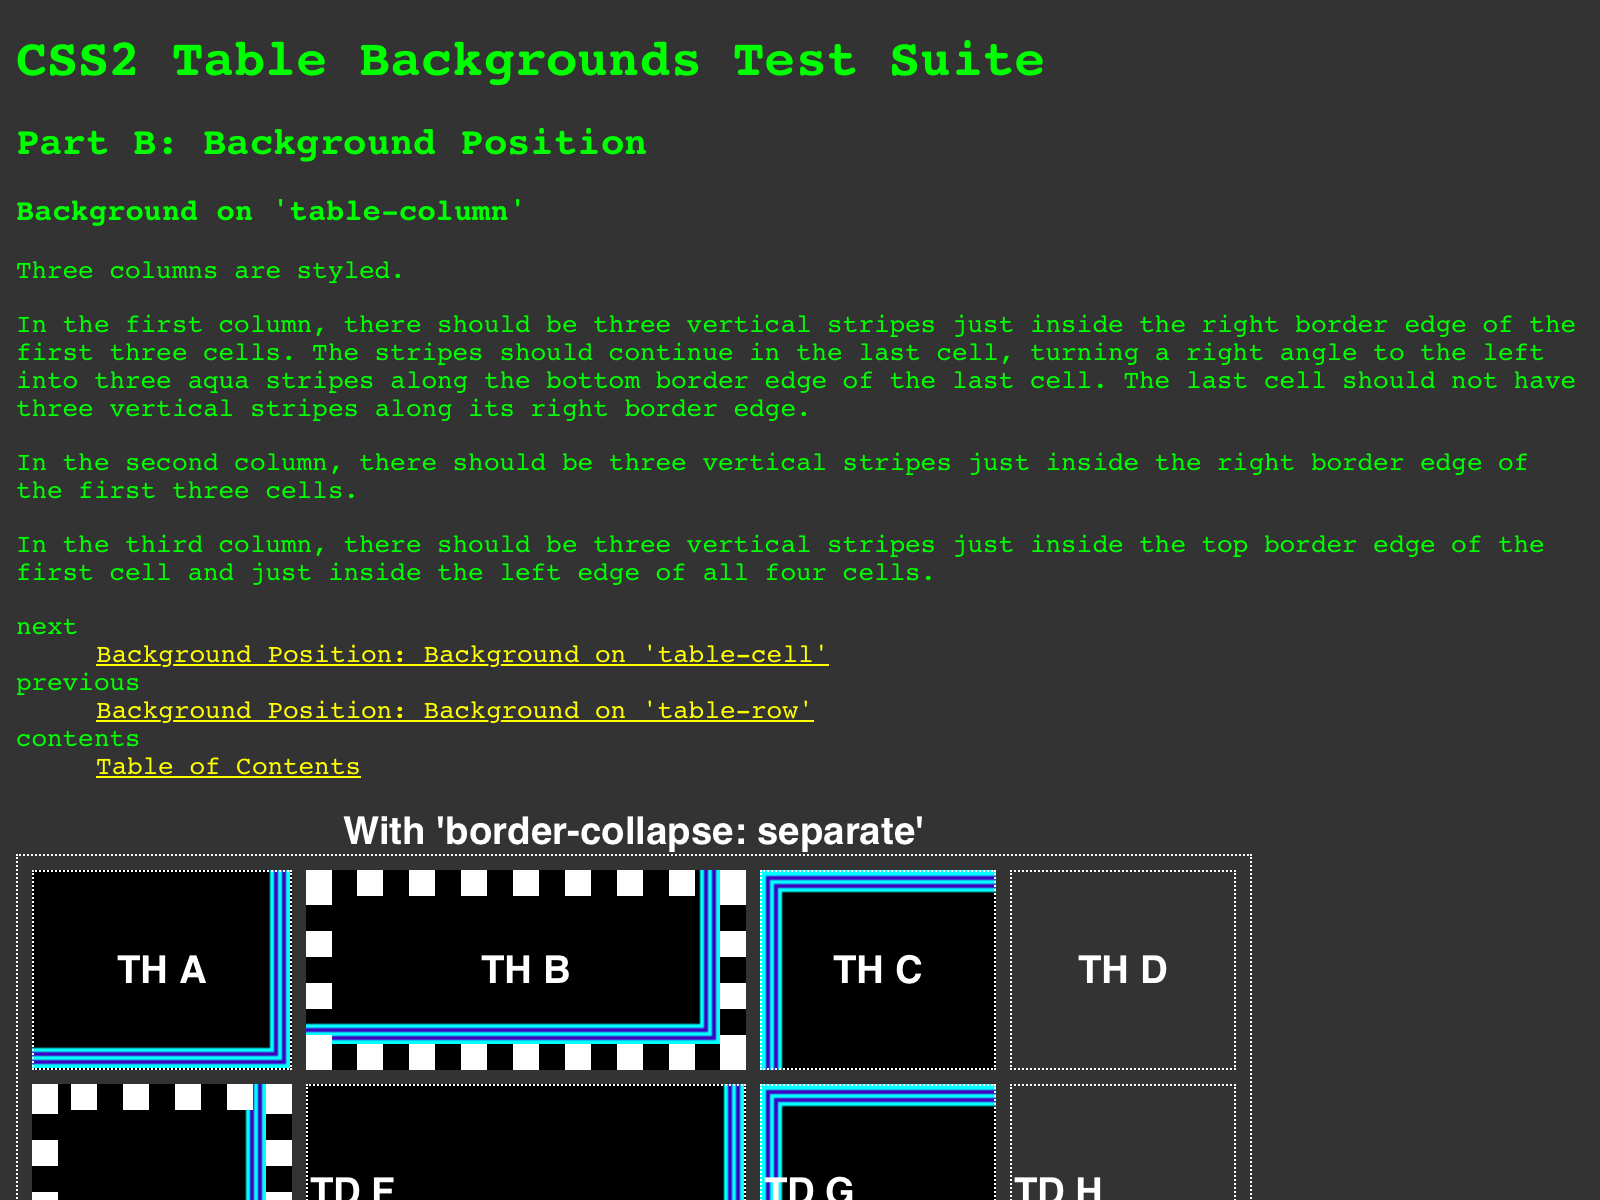 CSS2 Table Backgrounds Test Suite
Part B: Background Position
Background on 'table-column'
Three columns are styled.
In the first column, there should be three vertical stripes just inside the right border edge of the
first three cells. The stripes should continue in the last cell, turning a right angle to the left
into three aqua stripes along the bottom border edge of the last cell. The last cell should not have
three vertical stripes along its right border edge.
In the second column, there should be three vertical stripes just inside the right border edge of
the first three cells.
In the third column, there should be three vertical stripes just inside the top border edge of the
first cell and just inside the left edge of all four cells.
next
Background Position: Background on 'table-cell'
previous
Background Position: Background on 'table-row'
contents
Table of Contents
With 'border-collapse: separate'
TH A
TH B
TH C
TH D
TD F
TD G
TD H